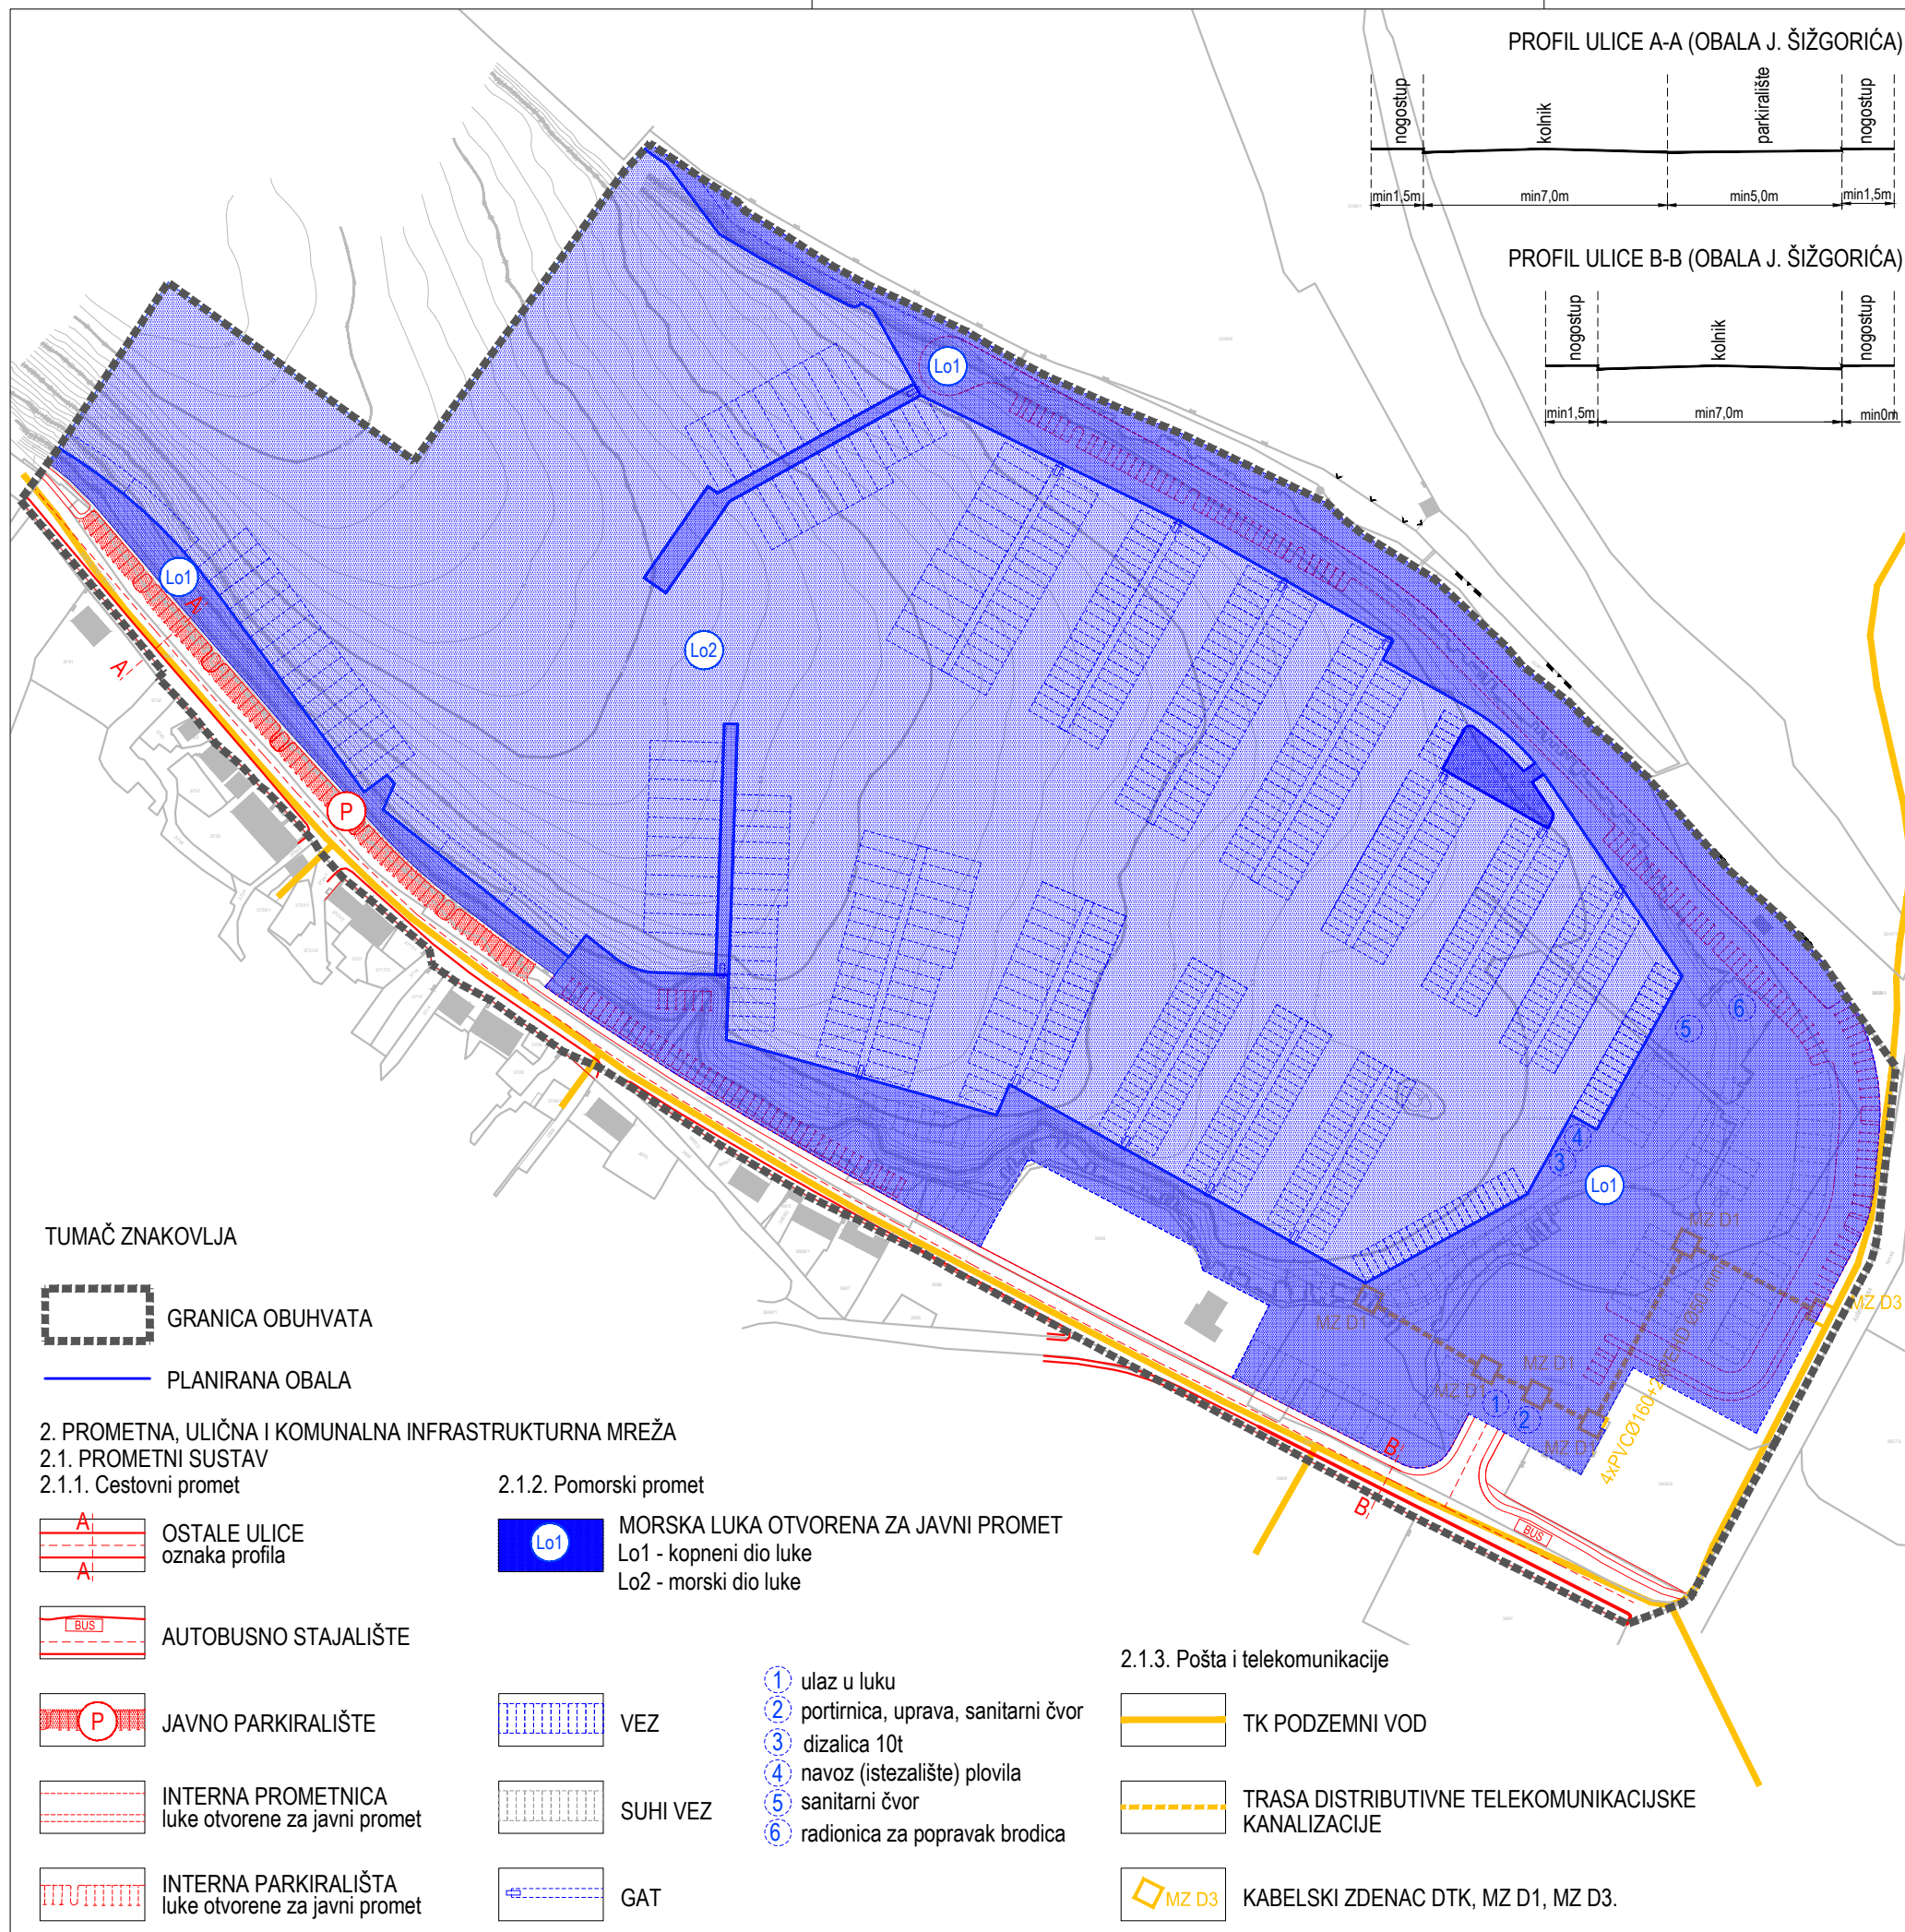 PROFIL ULICE A-A (OBALA J. ŠIŽGORIĆA)
nogostup
kolnik
parkiralište
nogostup
min1,5m
min7,0m
min5,0m
min1,5m
PROFIL ULICE B-B (OBALA J. ŠIŽGORIĆA)
nogostup
kolnik
nogostup
min1,5m
min7,0m
min0m
Lo1
Lo1
A
A
Lo2
P
6
5
4
3
Lo1
MZ D1
MZ D3
MZ D1
MZ D1
MZ D1
1
2
MZ D1
B
B
BUS
TUMAČ ZNAKOVLJA
GRANICA OBUHVATA
PLANIRANA OBALA
2. PROMETNA, ULIČNA I KOMUNALNA INFRASTRUKTURNA MREŽA
2.1. PROMETNI SUSTAV
2.1.1. Cestovni promet
A
A
OSTALE ULICE
oznaka profila
BUS
AUTOBUSNO STAJALIŠTE
P
JAVNO PARKIRALIŠTE
INTERNA PROMETNICA
luke otvorene za javni promet
INTERNA PARKIRALIŠTA
luke otvorene za javni promet
2.1.2. Pomorski promet
Lo1
MORSKA LUKA OTVORENA ZA JAVNI PROMET
Lo1 - kopneni dio luke
Lo2 - morski dio luke
VEZ
SUHI VEZ
GAT
1 ulaz u luku
2 portirnica, uprava, sanitarni čvor
3 dizalica 10t
4 navoz (istezalište) plovila
5 sanitarni čvor
6 radionica za popravak brodica
2.1.3. Pošta i telekomunikacije
TK PODZEMNI VOD
TRASA DISTRIBUTIVNE TELEKOMUNIKACIJSKE
KANALIZACIJE
MZ D3
KABELSKI ZDENAC DTK, MZ D1, MZ D3.